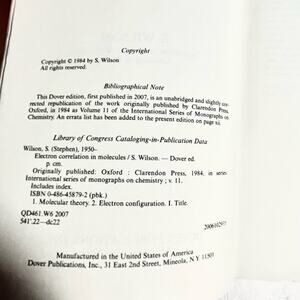 Copyright
Copyright © 1984 by S. Wilson
All rights reserved.
Bibliographical Note
This Dover edition, first published in 2007, is an unabridged and slightly cor-
rected republication of the work originally published by Clarendon Press,
Oxford, in 1984 as Volume 11 of the International Series of Monographs on
Chemistry. An errata list has been added to the present edition on page xii.
Library of Congress Cataloging-in-Publication Data
Wilson, S (Stephen), 1950–
Electron correlation in molecules / S. Wilson. — Dover ed.
p. cm.
Originally published: Oxford : Clarendon Press, 1984, in series
International series of monographs on chemistry ; v. 11.
Includes index.
ISBN 0-486-45879-2 (pbk.)
1. Molecular theory. 2. Electron configuration. I. Title.
QD461.W6 2007
541'.22—dc22
Manufactured in the United States of America
Dover Publications, Inc., 31 East 2nd Street, Mineola, N.Y. 11501